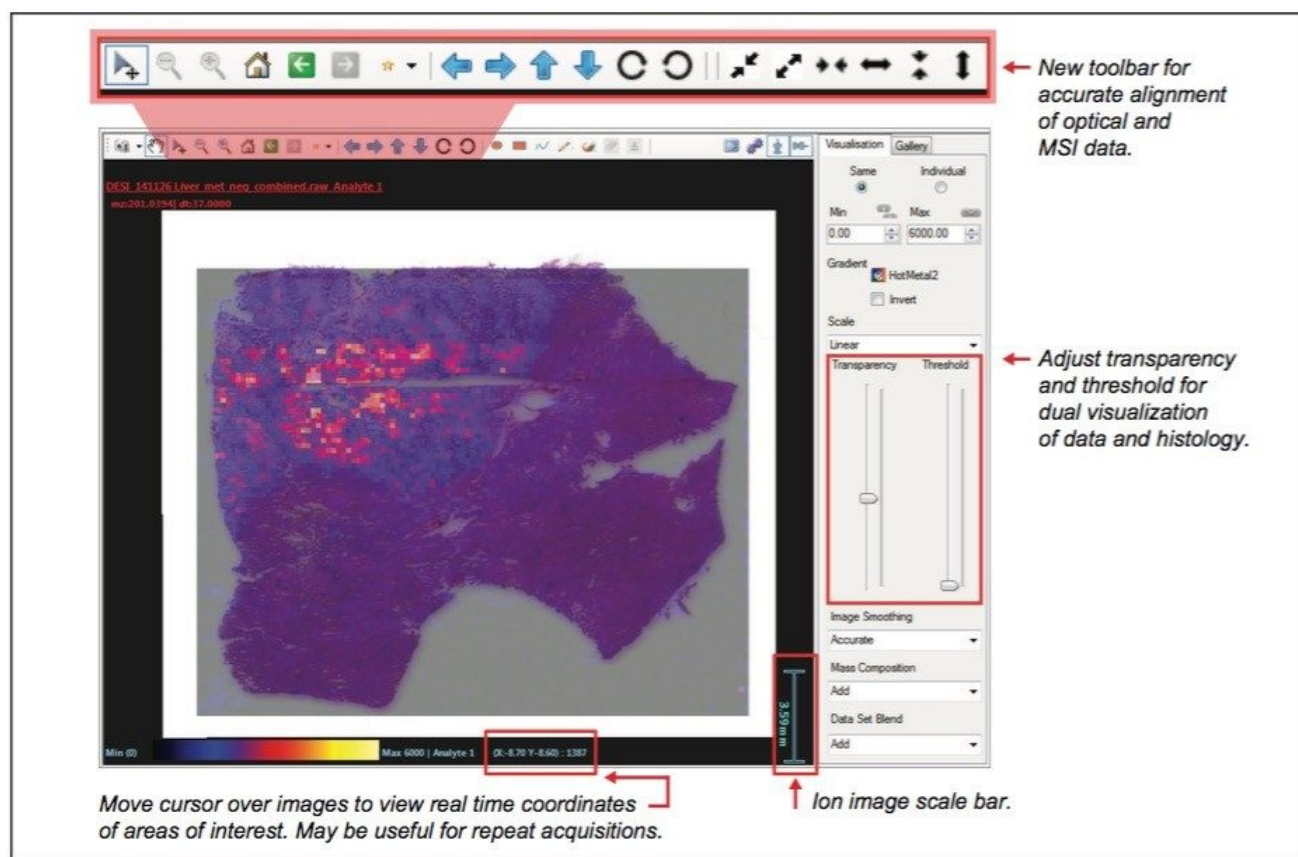 New toolbar for
accurate alignment
of optical and
MSI data.
Visualisation Gallery
DESI_141126 Liver_met_neg_combined.raw Analyte 1
mz:201.0394| dt:37.0000
Same Individual
Min Max
0.00 6000.00
Gradient
HotMetal2
Invert
Scale
Linear
Transparency Threshold
Adjust transparency
and threshold for
dual visualization
of data and histology.
Image Smoothing
Accurate
Mass Composition
Add
Data Set Blend
Add
3.59mm
Min (0) Max 6000 | Analyte 1 (X:-8.70 Y-8.60) : 1387
Move cursor over images to view real time coordinates
of areas of interest. May be useful for repeat acquisitions.
Ion image scale bar.